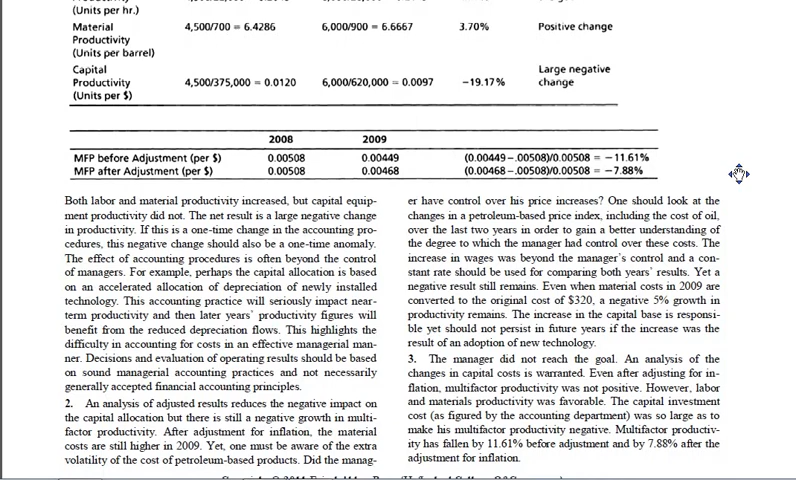 (Units per hr.)
Material 4,500/700 = 6.4286 6,000/900 = 6.6667 3.70% Positive change
Productivity
(Units per barrel)
Capital Large negative
Productivity 4,500/375,000 = 0.0120 6,000/620,000 = 0.0097 −19.17% change
(Units per $)
2008 2009
MFP before Adjustment (per $) 0.00508 0.00449 (0.00449 – .00508)/0.00508 = −11.61%
MFP after Adjustment (per $) 0.00508 0.00468 (0.00468 – .00508)/0.00508 = −7.88%
Both labor and material productivity increased, but capital equip-
ment productivity did not. The net result is a large negative change
in productivity. If this is a one-time change in the accounting pro-
cedures, this negative change should also be a one-time anomaly.
The effect of accounting procedures is often beyond the control
of managers. For example, perhaps the capital allocation is based
on an accelerated allocation of depreciation of newly installed
technology. This accounting practice will seriously impact near-
term productivity and then later years' productivity figures will
benefit from the reduced depreciation flows. This highlights the
difficulty in accounting for costs in an effective managerial man-
ner. Decisions and evaluation of operating results should be based
on sound managerial accounting practices and not necessarily
generally accepted financial accounting principles.
2. An analysis of adjusted results reduces the negative impact on
the capital allocation but there is still a negative growth in multi-
factor productivity. After adjustment for inflation, the material
costs are still higher in 2009. Yet, one must be aware of the extra
volatility of the cost of petroleum-based products. Did the manag-
er have control over his price increases? One should look at the
changes in a petroleum-based price index, including the cost of oil,
over the last two years in order to gain a better understanding of
the degree to which the manager had control over these costs. The
increase in wages was beyond the manager's control and a con-
stant rate should be used for comparing both years' results. Yet a
negative result still remains. Even when material costs in 2009 are
converted to the original cost of $320, a negative 5% growth in
productivity remains. The increase in the capital base is responsi-
ble yet should not persist in future years if the increase was the
result of an adoption of new technology.
3. The manager did not reach the goal. An analysis of the
changes in capital costs is warranted. Even after adjusting for in-
flation, multifactor productivity was not positive. However, labor
and materials productivity was favorable. The capital investment
cost (as figured by the accounting department) was so large as to
make his multifactor productivity negative. Multifactor productiv-
ity has fallen by 11.61% before adjustment and by 7.88% after the
adjustment for inflation.